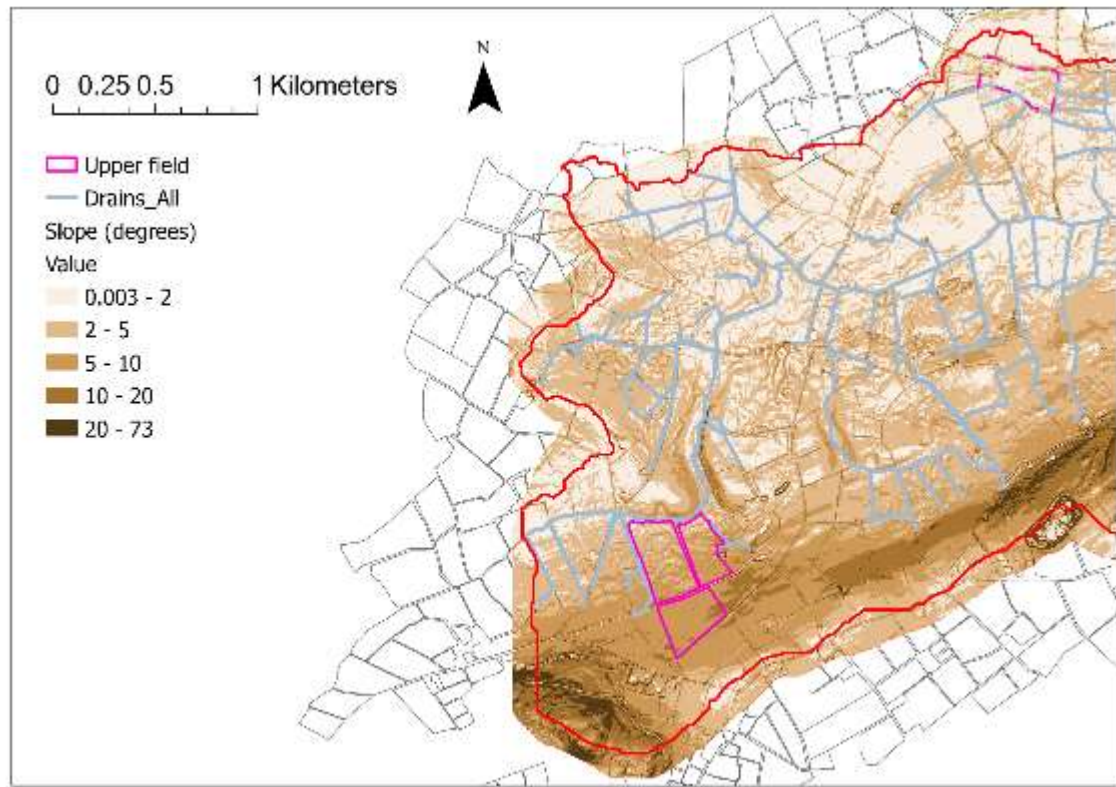 N
0 0.25 0.5 1 Kilometers
Upper field
Drains_All
Slope (degrees)
Value
0.003 - 2
2 - 5
5 - 10
10 - 20
20 - 73